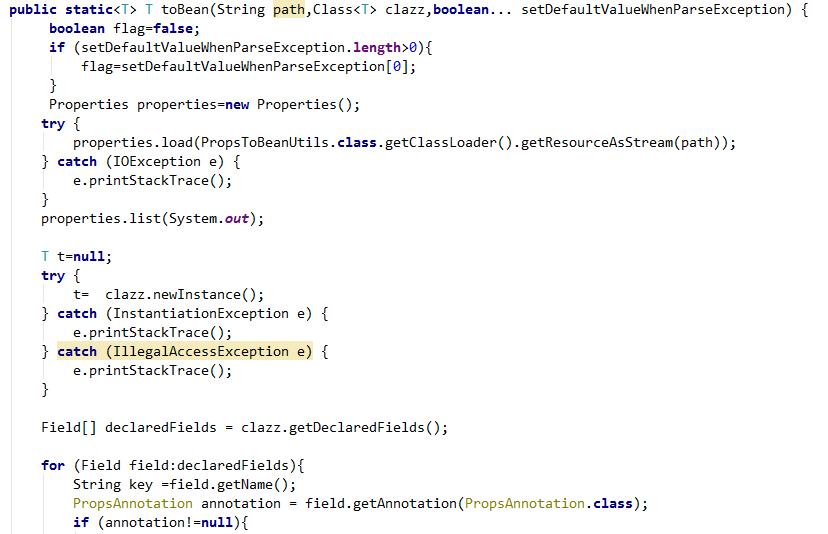 public static<T> T toBean(String path,Class<T> clazz,boolean... setDefaultValueWhenParseException) {
boolean flag=false;
if (setDefaultValueWhenParseException.length>0){
flag=setDefaultValueWhenParseException[0];
}
Properties properties=new Properties();
try {
properties.load(PropsToBeanUtils.class.getClassLoader().getResourceAsStream(path));
} catch (IOException e) {
e.printStackTrace();
}
properties.list(System.out);
T t=null;
try {
t=  clazz.newInstance();
} catch (InstantiationException e) {
e.printStackTrace();
} catch (IllegalAccessException e) {
e.printStackTrace();
}
Field[] declaredFields = clazz.getDeclaredFields();
for (Field field:declaredFields){
String key =field.getName();
PropsAnnotation annotation = field.getAnnotation(PropsAnnotation.class);
if (annotation!=null){